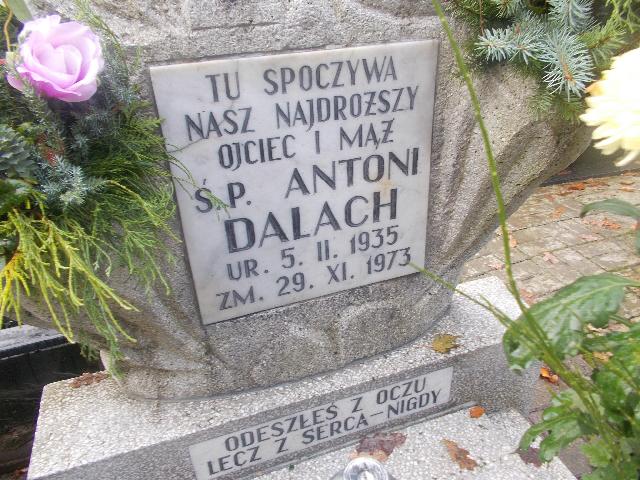 TU SPOCZYWA
NASZ NAJDROŻSZY
OJCIEC I MĄŻ
Ś.P. ANTONI
DALACH
UR. 5. II. 1935
ZM. 29. XI. 1973
ODESZŁEŚ Z OCZU
LECZ Z SERCA-NIGDY